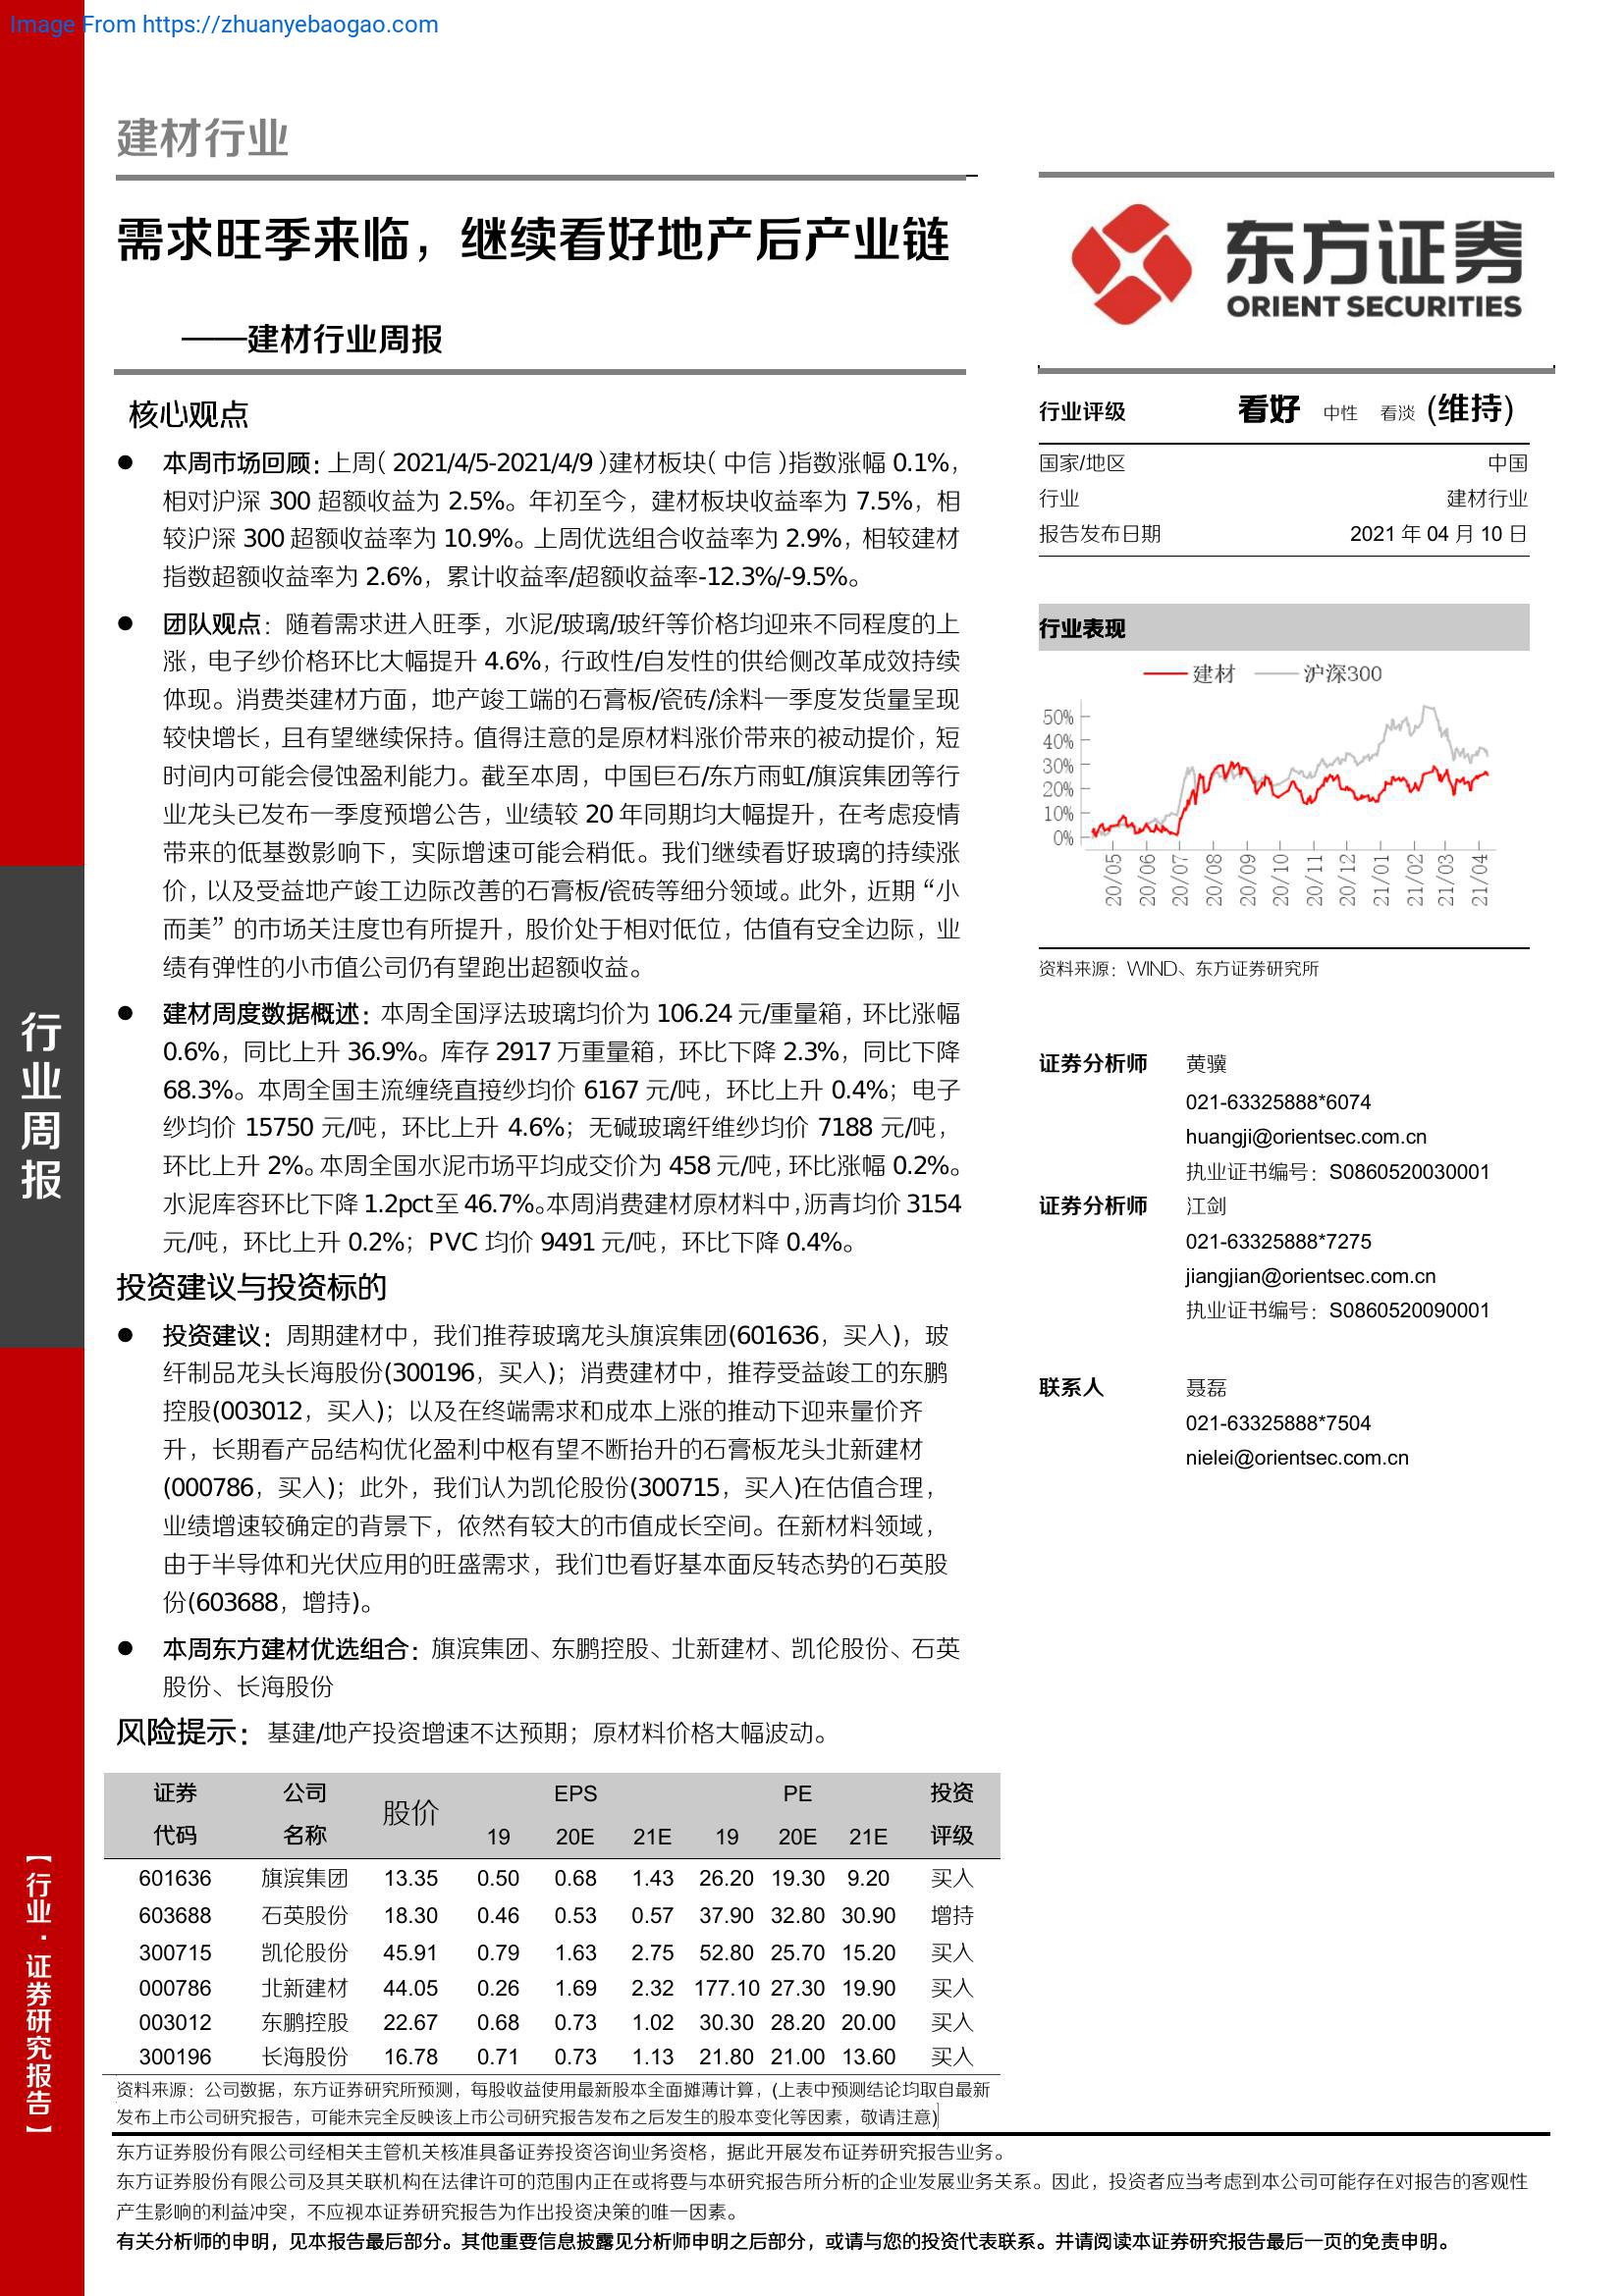 Image From https://zhuanyebaogao.com
建材行业
需求旺季来临，继续看好地产后产业链
——建材行业周报
核心观点
● 本周市场回顾：上周（2021/4/5-2021/4/9）建材板块（中信）指数涨幅 0.1%，
相对沪深 300 超额收益为 2.5%。年初至今，建材板块收益率为 7.5%，相
较沪深 300 超额收益率为 10.9%。上周优选组合收益率为 2.9%，相较建材
指数超额收益率为 2.6%，累计收益率/超额收益率-12.3%/-9.5%。
● 团队观点：随着需求进入旺季，水泥/玻璃/玻纤等价格均迎来不同程度的上
涨，电子纱价格环比大幅提升 4.6%，行政性/自发性的供给侧改革成效持续
体现。消费类建材方面，地产竣工端的石膏板/瓷砖/涂料一季度发货量呈现
较快增长，且有望继续保持。值得注意的是原材料涨价带来的被动提价，短
时间内可能会侵蚀盈利能力。截至本周，中国巨石/东方雨虹/旗滨集团等行
业龙头已发布一季度预增公告，业绩较 20 年同期均大幅提升，在考虑疫情
带来的低基数影响下，实际增速可能会稍低。我们继续看好玻璃的持续涨
价，以及受益地产竣工边际改善的石膏板/瓷砖等细分领域。此外，近期“小
而美”的市场关注度也有所提升，股价处于相对低位，估值有安全边际，业
绩有弹性的小市值公司仍有望跑出超额收益。
● 建材周度数据概述：本周全国浮法玻璃均价为 106.24 元/重量箱，环比涨幅
0.6%，同比上升 36.9%。库存 2917 万重量箱，环比下降 2.3%，同比下降
68.3%。本周全国主流缠绕直接纱均价 6167 元/吨，环比上升 0.4%；电子
纱均价 15750 元/吨，环比上升 4.6%；无碱玻璃纤维纱均价 7188 元/吨，
环比上升 2%。本周全国水泥市场平均成交价为 458 元/吨，环比涨幅 0.2%。
水泥库容环比下降 1.2pct 至 46.7%。本周消费建材原材料中，沥青均价 3154
元/吨，环比上升 0.2%；PVC 均价 9491 元/吨，环比下降 0.4%。
投资建议与投资标的
● 投资建议：周期建材中，我们推荐玻璃龙头旗滨集团(601636，买入)，玻
纤制品龙头长海股份(300196，买入)；消费建材中，推荐受益竣工的东鹏
控股(003012，买入)；以及在终端需求和成本上涨的推动下迎来量价齐
升，长期看产品结构优化盈利中枢有望不断抬升的石膏板龙头北新建材
(000786，买入)；此外，我们认为凯伦股份(300715，买入)在估值合理，
业绩增速较确定的背景下，依然有较大的市值成长空间。在新材料领域，
由于半导体和光伏应用的旺盛需求，我们也看好基本面反转态势的石英股
份(603688，增持)。
● 本周东方建材优选组合：旗滨集团、东鹏控股、北新建材、凯伦股份、石英
股份、长海股份
风险提示：基建/地产投资增速不达预期；原材料价格大幅波动。
证券 公司 股价 EPS PE 投资
代码 名称 19 20E 21E 19 20E 21E 评级
601636 旗滨集团 13.35 0.50 0.68 1.43 26.20 19.30 9.20 买入
603688 石英股份 18.30 0.46 0.53 0.57 37.90 32.80 30.90 增持
300715 凯伦股份 45.91 0.79 1.63 2.75 52.80 25.70 15.20 买入
000786 北新建材 44.05 0.26 1.69 2.32 177.10 27.30 19.90 买入
003012 东鹏控股 22.67 0.68 0.73 1.02 30.30 28.20 20.00 买入
300196 长海股份 16.78 0.71 0.73 1.13 21.80 21.00 13.60 买入
资料来源：公司数据，东方证券研究所预测，每股收益使用最新股本全面摊薄计算，(上表中预测结论均取自最新
发布上市公司研究报告，可能未完全反映该上市公司研究报告发布之后发生的股本变化等因素，敬请注意)
东方证券
ORIENT SECURITIES
行业评级 看好 中性 看淡 (维持)
国家/地区 中国
行业 建材行业
报告发布日期 2021 年 04 月 10 日
行业表现
建材 沪深300
50%
40%
30%
20%
10%
0%
20/05 20/06 20/07 20/08 20/09 20/10 20/11 20/12 21/01 21/02 21/03 21/04
资料来源：WIND、东方证券研究所
证券分析师 黄骥
021-63325888*6074
huangji@orientsec.com.cn
执业证书编号：S0860520030001
证券分析师 江剑
021-63325888*7275
jiangjian@orientsec.com.cn
执业证书编号：S0860520090001
联系人 聂磊
021-63325888*7504
nielei@orientsec.com.cn
行业周报
【行业·证券研究报告】
东方证券股份有限公司经相关主管机关核准具备证券投资咨询业务资格，据此开展发布证券研究报告业务。
东方证券股份有限公司及其关联机构在法律许可的范围内正在或将要与本研究报告所分析的企业发展业务关系。因此，投资者应当考虑到本公司可能存在对报告的客观性
产生影响的利益冲突，不应视本证券研究报告为作出投资决策的唯一因素。
有关分析师的申明，见本报告最后部分。其他重要信息披露见分析师申明之后部分，或请与您的投资代表联系。并请阅读本证券研究报告最后一页的免责申明。